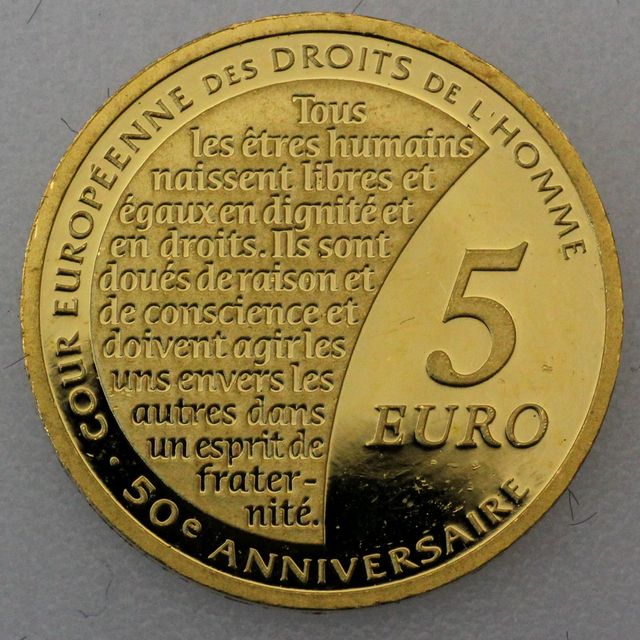 COUR EUROPÉENNE DES DROITS DE L'HOMME
Tous
les êtres humains
naissent libres et
égaux en dignité et
en droits. Ils sont
doués de raison et
de conscience et
doivent agir les
uns envers les
autres dans
un esprit de
frater-
nité.
5
EURO
· 50e ANNIVERSAIRE